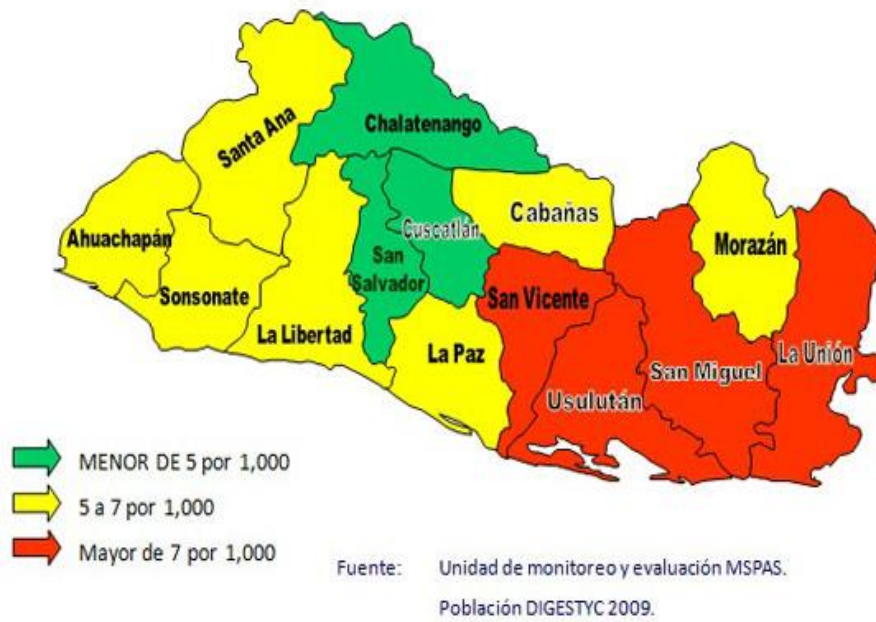 Chalatenango
Santa Ana
Cabañas
Ahuachapán
Cuscatlán
Morazán
San
Salvador
Sonsonate
San Vicente
La Libertad
La Paz
La Unión
San Miguel
Usulután
MENOR DE 5 por 1,000
5 a 7 por 1,000
Mayor de 7 por 1,000
Fuente: Unidad de monitoreo y evaluación MSPAS.
Población DIGESTYC 2009.